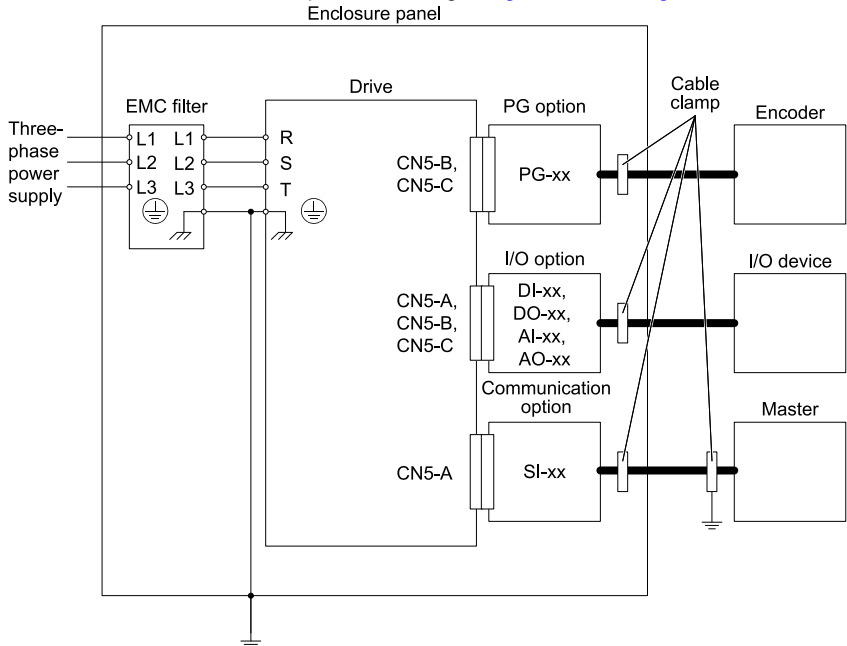 Enclosure panel
Drive
EMC filter
Three-
phase
power
supply
L1 L1
L2 L2
L3 L3
R
S
T
CN5-B,
CN5-C
PG option
PG-xx
Cable
clamp
Encoder
CN5-A,
CN5-B,
CN5-C
I/O option
DI-xx,
DO-xx,
AI-xx,
AO-xx
I/O device
Communication
option
CN5-A
SI-xx
Master